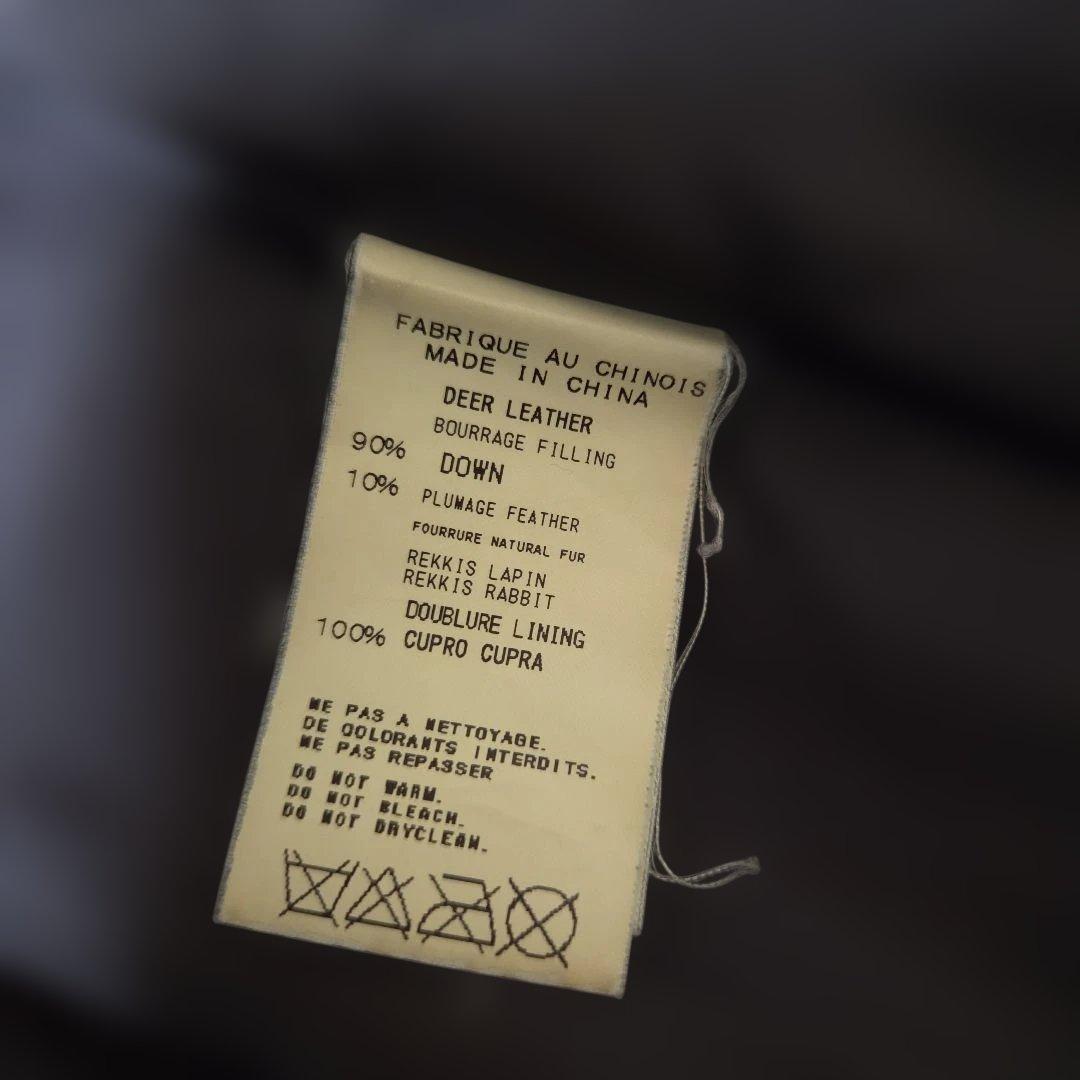 FABRIQUE AU CHINOIS
MADE IN CHINA
DEER LEATHER
BOURRAGE FILLING
90% DOWN
10% PLUMAGE FEATHER
FOURRURE NATURAL FUR
REKKIS LAPIN
REKKIS RABBIT
DOUBLURE LINING
100% CUPRO CUPRA
NE PAS A NETTOYAGE.
DE QOLORANTS INTERDITS.
NE PAS REPASSER
DO NOT WARM.
DO NOT BLEACH.
DO NOT DRYCLEAN.